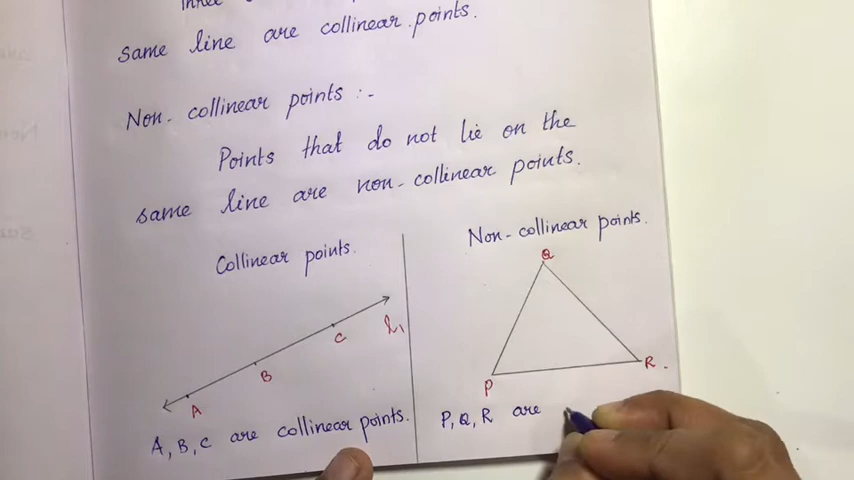 same line are collinear points.
Non-collinear points :-
Points that do not lie on the
same line are non-collinear points.
Collinear points.
A
B
C
l₁
A, B, C are collinear points.
Non-collinear points.
Q
P
R
P, Q, R are